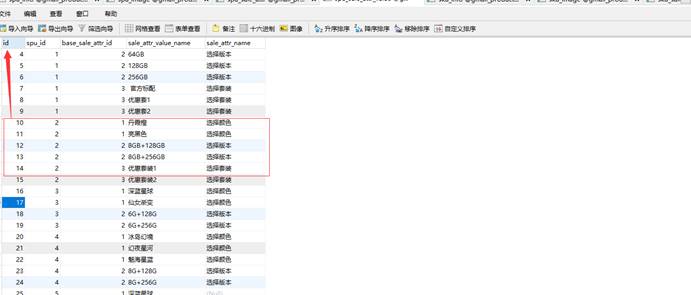 文件 编辑 查看 窗口 帮助
导入向导 导出向导 筛选向导 网格查看 表单查看 备注 十六进制 图像 升序排序 降序排序 移除排序 自定义排序
id spu_id base_sale_attr_id sale_attr_value_name sale_attr_name
4 1 2 64GB 选择版本
5 1 2 128GB 选择版本
6 1 2 256GB 选择版本
7 1 3 官方标配 选择套装
8 1 3 优惠套1 选择套装
9 1 3 优惠套2 选择套装
10 2 1 丹霞橙 选择颜色
11 2 1 亮黑色 选择颜色
12 2 2 8GB+128GB 选择版本
13 2 2 8GB+256GB 选择版本
14 2 3 优惠套装1 选择套装
15 2 3 优惠套装2 选择套装
16 3 1 深蓝星球 选择颜色
17 3 1 仙女渐变 选择颜色
18 3 2 6G+128G 选择版本
19 3 2 6G+256G 选择版本
20 4 1 冰岛幻境 选择颜色
21 4 1 幻夜星河 选择颜色
22 4 1 魅海星蓝 选择颜色
23 4 2 8G+128G 选择版本
24 4 2 8G+256G 选择版本
25 5 1 深蓝星球